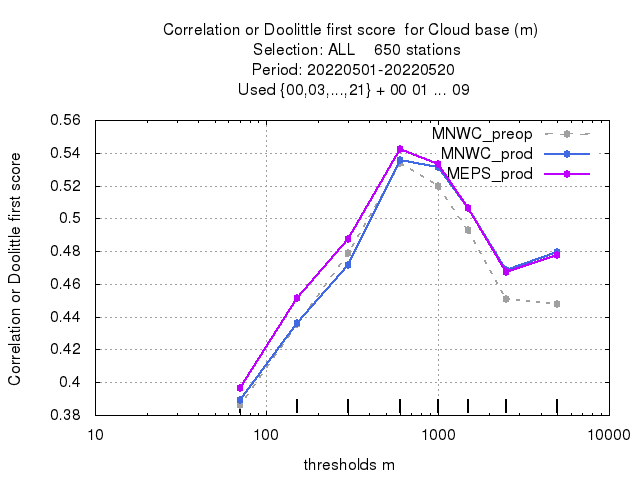 Correlation or Doolittle first score  for Cloud base (m)
Selection: ALL    650 stations
Period: 20220501-20220520
Used {00,03,...,21} + 00 01 ... 09
Correlation or Doolittle first score
0.56
0.54
0.52
0.5
0.48
0.46
0.44
0.42
0.4
0.38
MNWC_preop
MNWC_prod
MEPS_prod
10 100 1000 10000
thresholds m